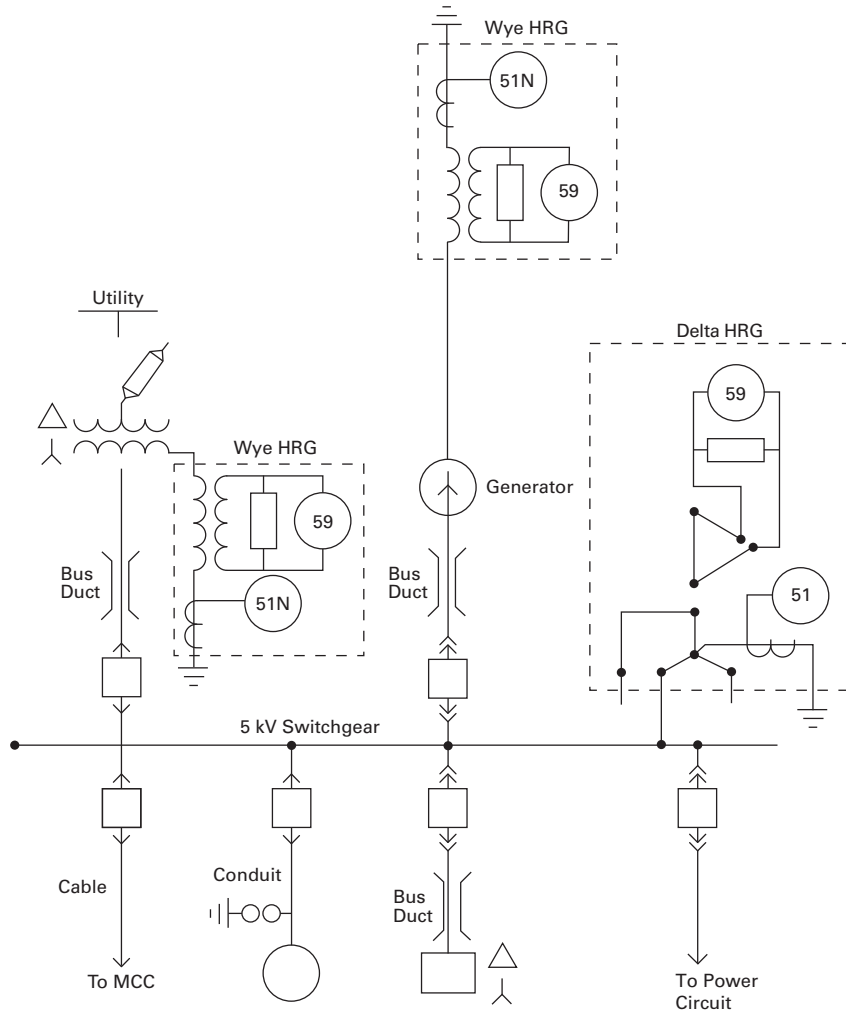 Wye HRG
51N
59
Utility
Delta HRG
59
Wye HRG
59
51N
Generator
51
Bus
Duct
Bus
Duct
5 kV Switchgear
Cable
Conduit
Bus
Duct
To MCC
To Power
Circuit